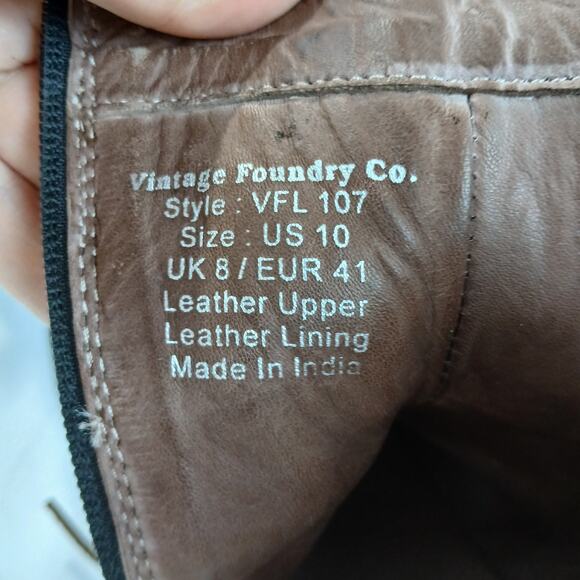 Vintage Foundry Co.
Style : VFL 107
Size : US 10
UK 8 / EUR 41
Leather Upper
Leather Lining
Made In India